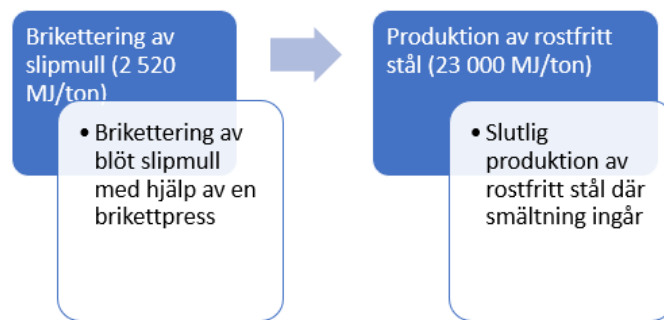 Brikettering av
slipmull (2 520
MJ/ton)
• Brikettering av
blöt slipmull
med hjälp av en
brikettpress
Produktion av rostfritt
stål (23 000 MJ/ton)
• Slutlig
produktion av
rostfritt stål där
smältning ingår